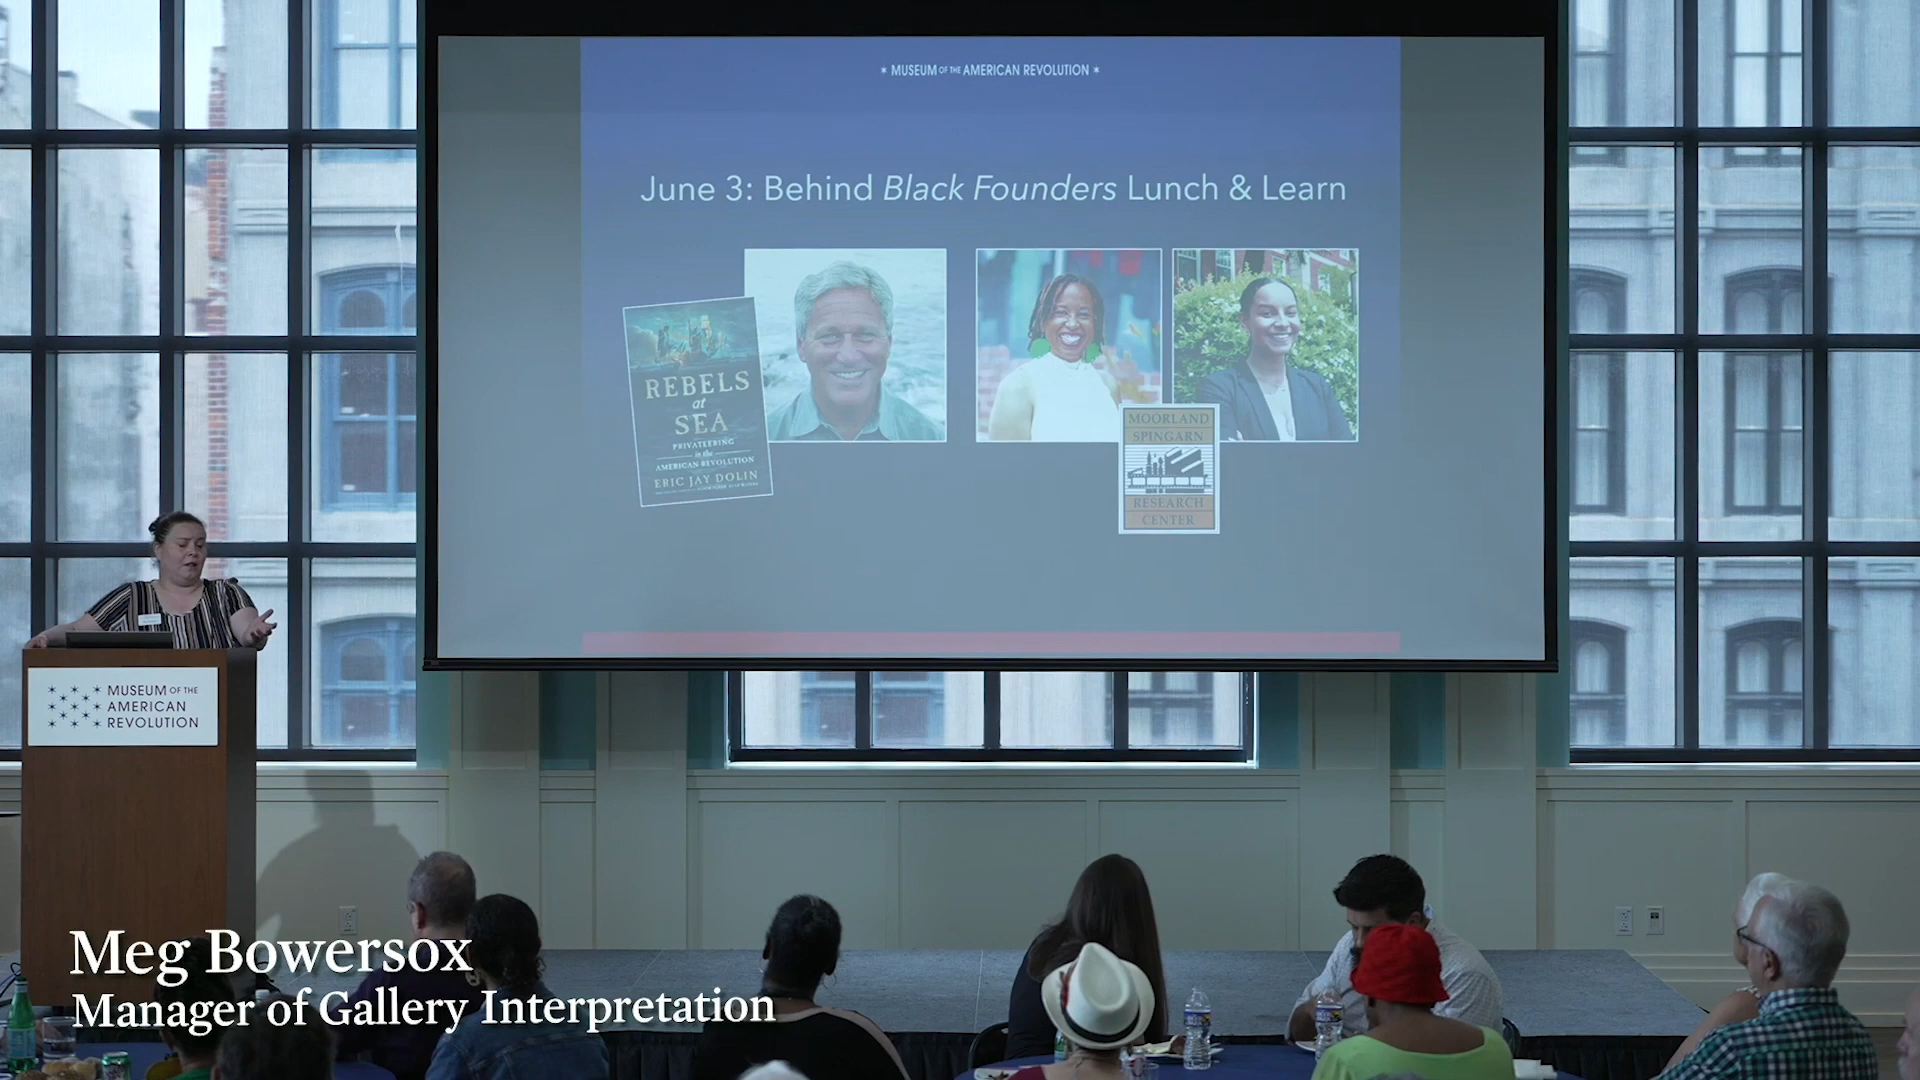 * MUSEUM OF THE AMERICAN REVOLUTION *
June 3: Behind Black Founders Lunch & Learn
REBELS
at
SEA
PRIVATEERING
in the
AMERICAN REVOLUTION
ERIC JAY DOLIN
MOORLAND
SPINGARN
RESEARCH
CENTER
MUSEUM OF THE
AMERICAN
REVOLUTION
Meg Bowersox
Manager of Gallery Interpretation